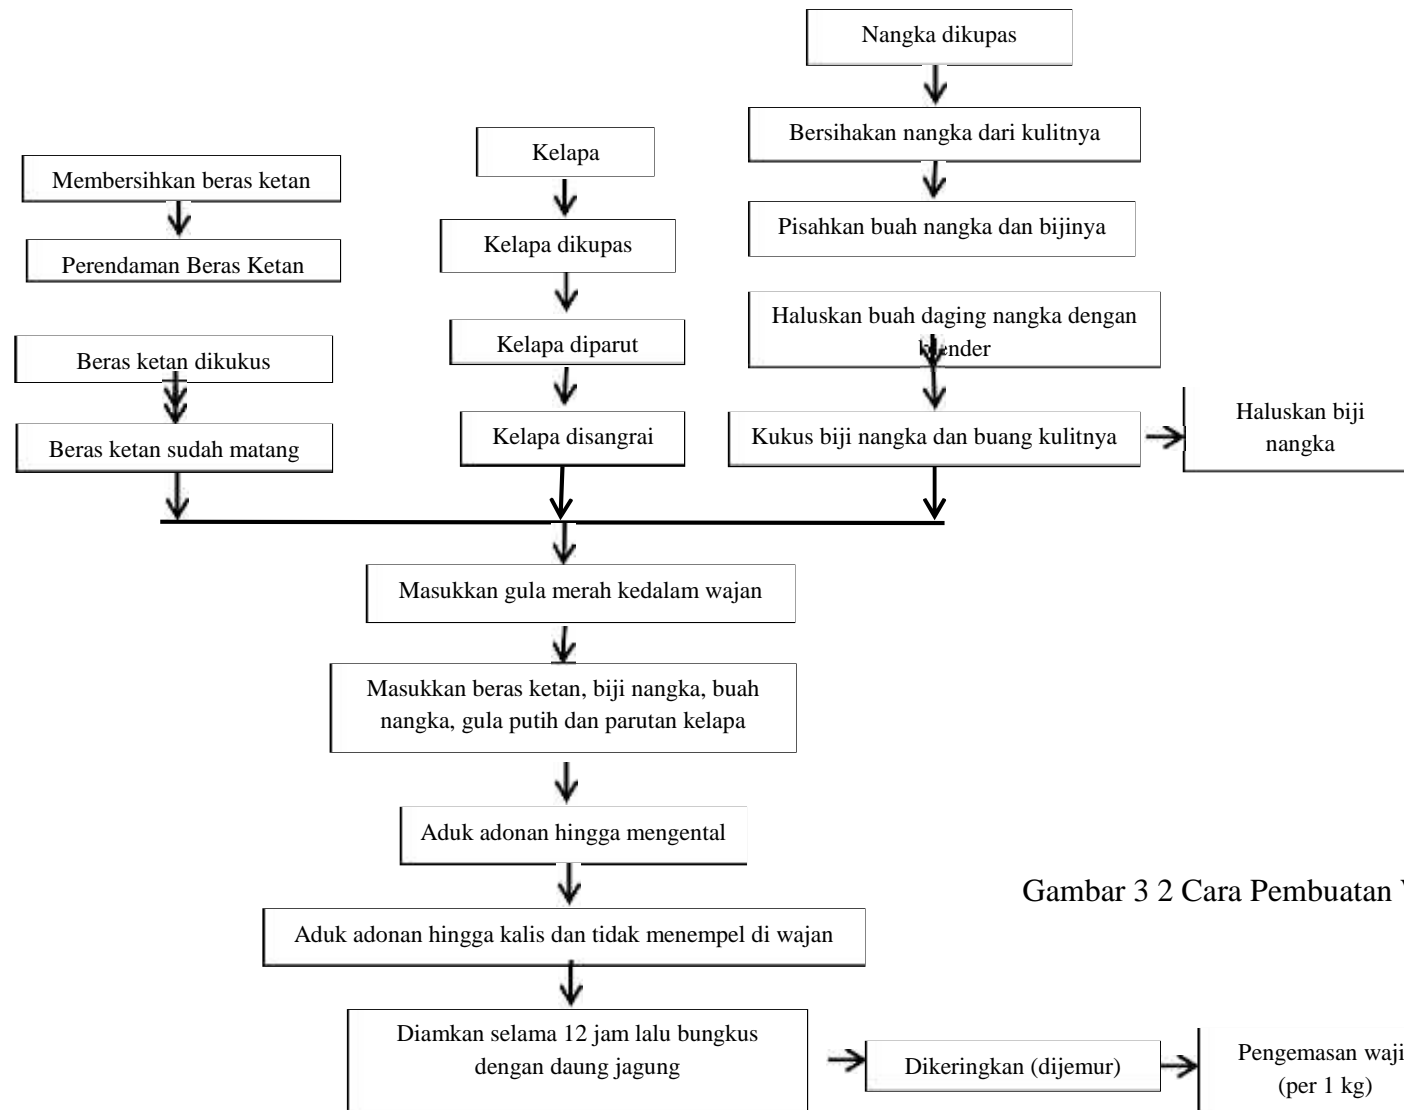 Nangka dikupas
Bersihakan nangka dari kulitnya
Pisahkan buah nangka dan bijinya
Haluskan buah daging nangka dengan
blender
Kukus biji nangka dan buang kulitnya
Haluskan biji
nangka
Kelapa
Kelapa dikupas
Kelapa diparut
Kelapa disangrai
Membersihkan beras ketan
Perendaman Beras Ketan
Beras ketan dikukus
Beras ketan sudah matang
Masukkan gula merah kedalam wajan
Masukkan beras ketan, biji nangka, buah
nangka, gula putih dan parutan kelapa
Aduk adonan hingga mengental
Aduk adonan hingga kalis dan tidak menempel di wajan
Diamkan selama 12 jam lalu bungkus
dengan daung jagung
Dikeringkan (dijemur)
Pengemasan waji
(per 1 kg)
Gambar 3 2 Cara Pembuatan